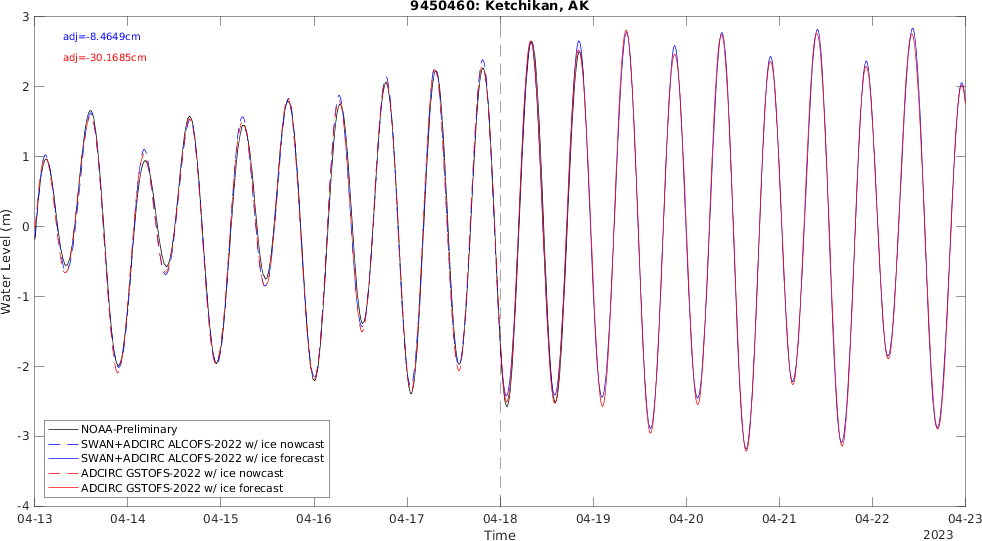 9450460: Ketchikan, AK
adj=-8.4649cm
adj=-30.1685cm
3
2
1
0
-1
-2
-3
-4
Water Level (m)
NOAA-Preliminary
SWAN+ADCIRC ALCOFS-2022 w/ ice nowcast
SWAN+ADCIRC ALCOFS-2022 w/ ice forecast
ADCIRC GSTOFS-2022 w/ ice nowcast
ADCIRC GSTOFS-2022 w/ ice forecast
04-13 04-14 04-15 04-16 04-17 04-18 04-19 04-20 04-21 04-22 04-23
Time
2023